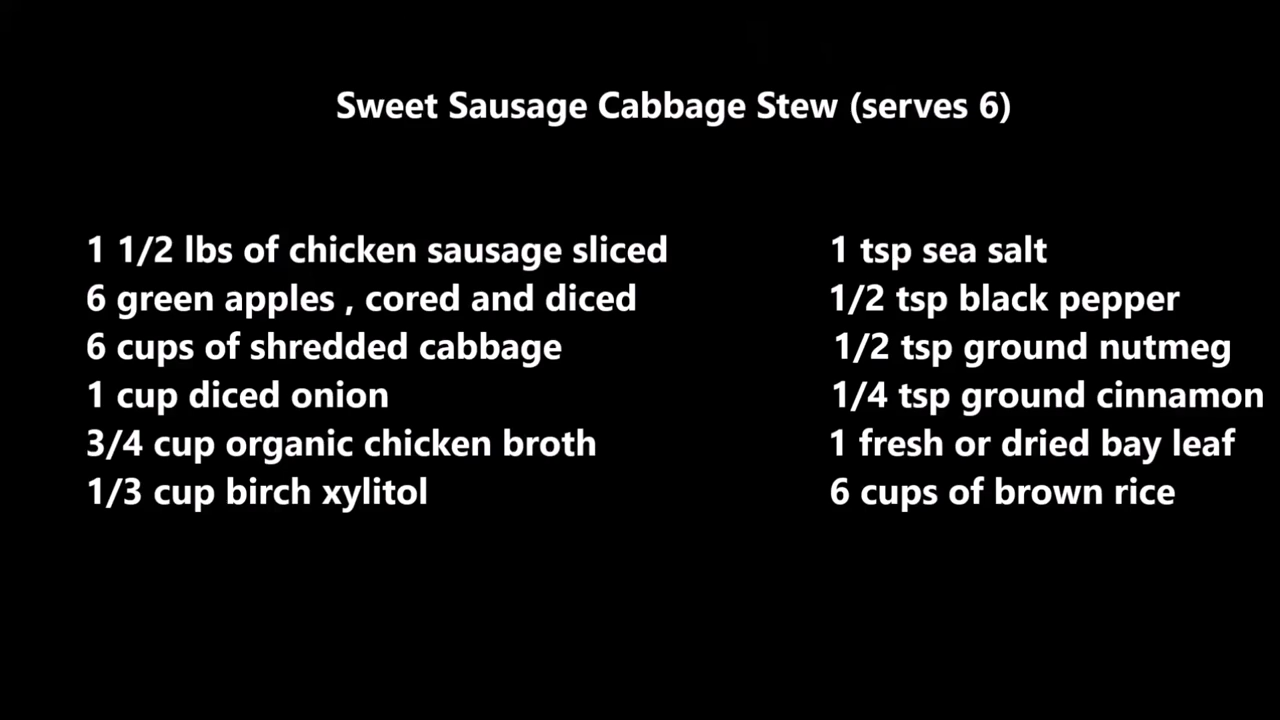 Sweet Sausage Cabbage Stew (serves 6)
1 1/2 lbs of chicken sausage sliced
6 green apples , cored and diced
6 cups of shredded cabbage
1 cup diced onion
3/4 cup organic chicken broth
1/3 cup birch xylitol
1 tsp sea salt
1/2 tsp black pepper
1/2 tsp ground nutmeg
1/4 tsp ground cinnamon
1 fresh or dried bay leaf
6 cups of brown rice